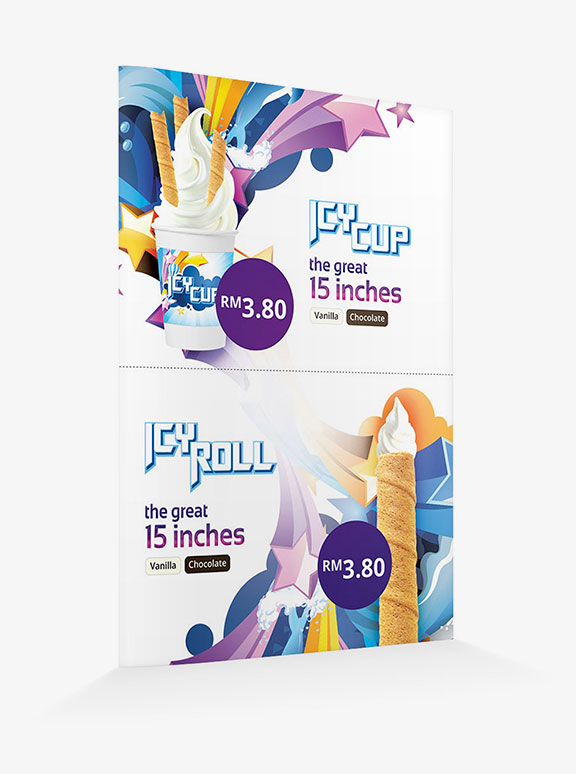 ICY CUP
the great
15 inches
Vanilla Chocolate
ICY CUP
RM3.80
ICY ROLL
the great
15 inches
Vanilla Chocolate
RM3.80